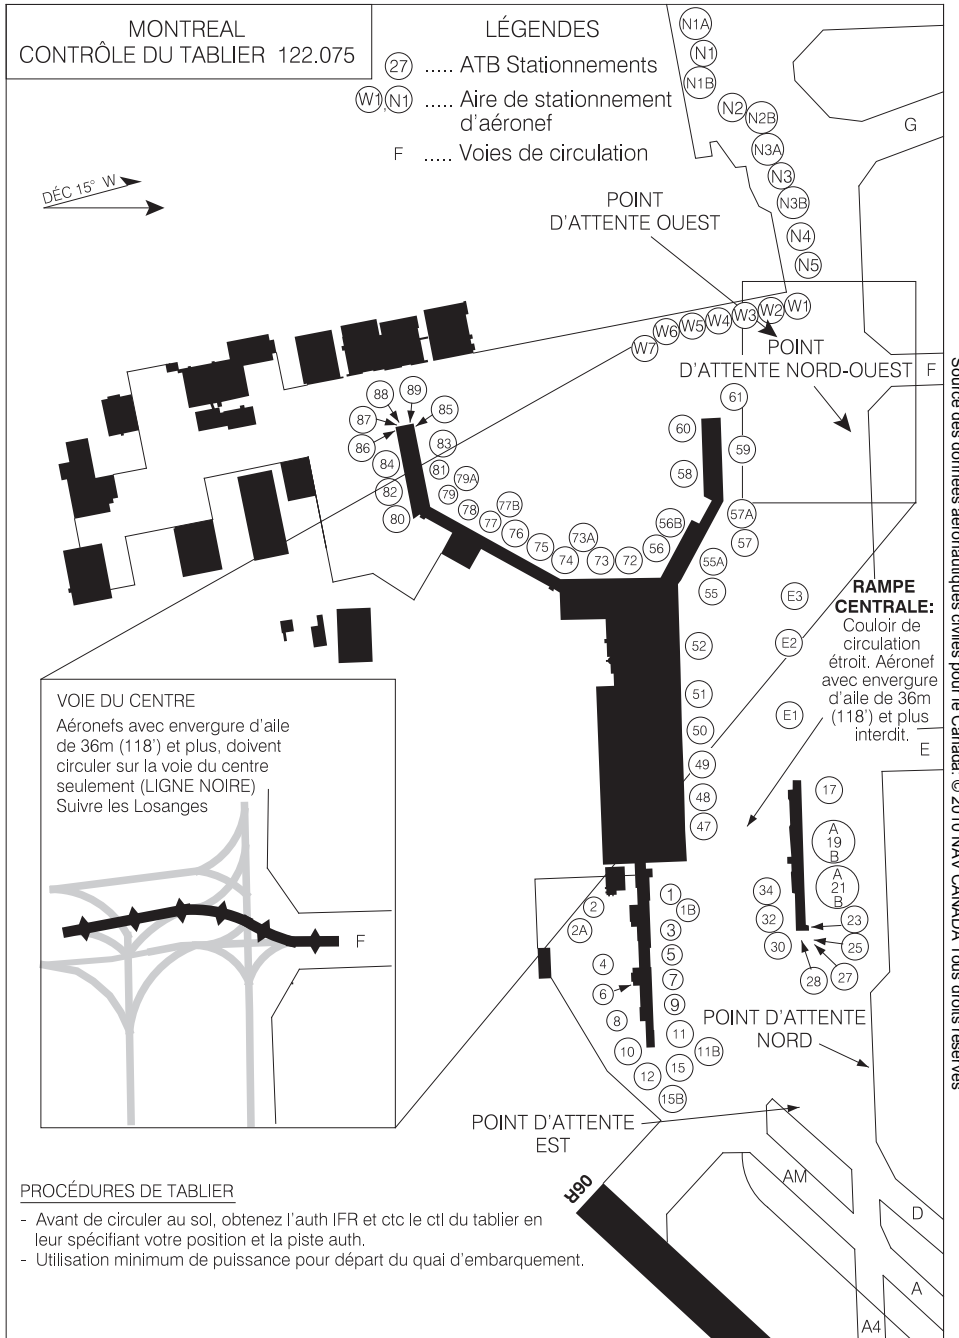 MONTREAL
CONTRÔLE DU TABLIER 122.075
LÉGENDES
27 ..... ATB Stationnements
W1, N1 ..... Aire de stationnement
d'aéronef
F ..... Voies de circulation
DÉC 15° W
N1A
N1
N1B
N2
N2B
N3A
N3
N3B
N4
N5
G
POINT
D'ATTENTE OUEST
W7
W6
W5
W4
W3
W2
W1
POINT
D'ATTENTE NORD-OUEST
F
61
60
59
58
57A
57
56B
56
55A
55
88
89
87
85
86
83
84
81
79A
82
79
80
78
77B
77
76
75
74
73A
73
72
E3
E2
E1
RAMPE
CENTRALE:
Couloir de
circulation
étroit. Aéronef
avec envergure
d'aile de 36m
(118') et plus
interdit.
E
52
51
50
49
48
47
17
A
19
B
A
21
B
34
32
30
23
25
27
28
VOIE DU CENTRE
Aéronefs avec envergure d'aile
de 36m (118') et plus, doivent
circuler sur la voie du centre
seulement (LIGNE NOIRE)
Suivre les Losanges
F
2
2A
4
6
8
10
12
1
1B
3
5
7
9
11
11B
15
15B
POINT D'ATTENTE
NORD
POINT D'ATTENTE
EST
06R
AM
D
A
A4
PROCÉDURES DE TABLIER
- Avant de circuler au sol, obtenez l'auth IFR et ctc le ctl du tablier en
leur spécifiant votre position et la piste auth.
- Utilisation minimum de puissance pour départ du quai d'embarquement.
Source des données aéronautiques civiles pour le Canada: © 2010 NAV CANADA Tous droits réservés